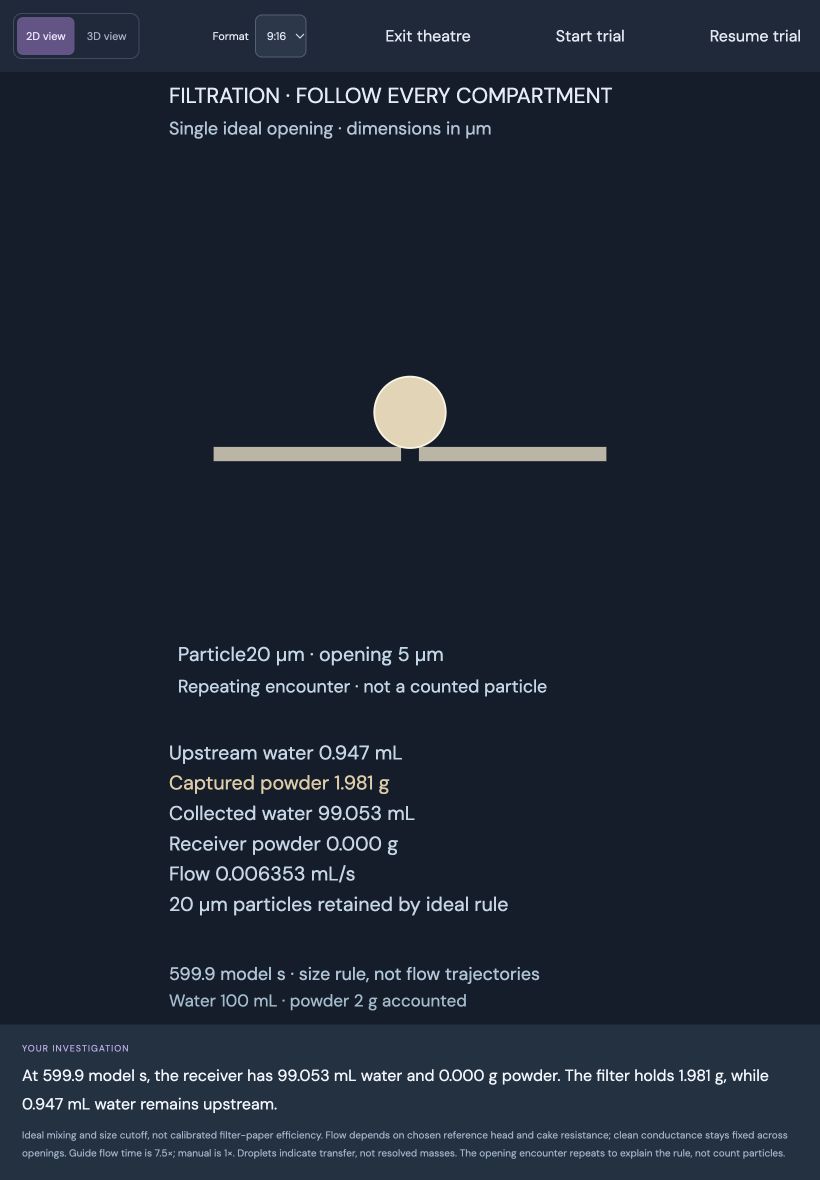 2D view 3D view Format 9:16 Exit theatre Start trial Resume trial
FILTRATION · FOLLOW EVERY COMPARTMENT
Single ideal opening · dimensions in µm
Particle20 µm · opening 5 µm
Repeating encounter · not a counted particle
Upstream water 0.947 mL
Captured powder 1.981 g
Collected water 99.053 mL
Receiver powder 0.000 g
Flow 0.006353 mL/s
20 µm particles retained by ideal rule
599.9 model s · size rule, not flow trajectories
Water 100 mL · powder 2 g accounted
YOUR INVESTIGATION
At 599.9 model s, the receiver has 99.053 mL water and 0.000 g powder. The filter holds 1.981 g, while
0.947 mL water remains upstream.
Ideal mixing and size cutoff, not calibrated filter-paper efficiency. Flow depends on chosen reference head and cake resistance; clean conductance stays fixed across
openings. Guide flow time is 7.5×; manual is 1×. Droplets indicate transfer, not resolved masses. The opening encounter repeats to explain the rule, not count particles.